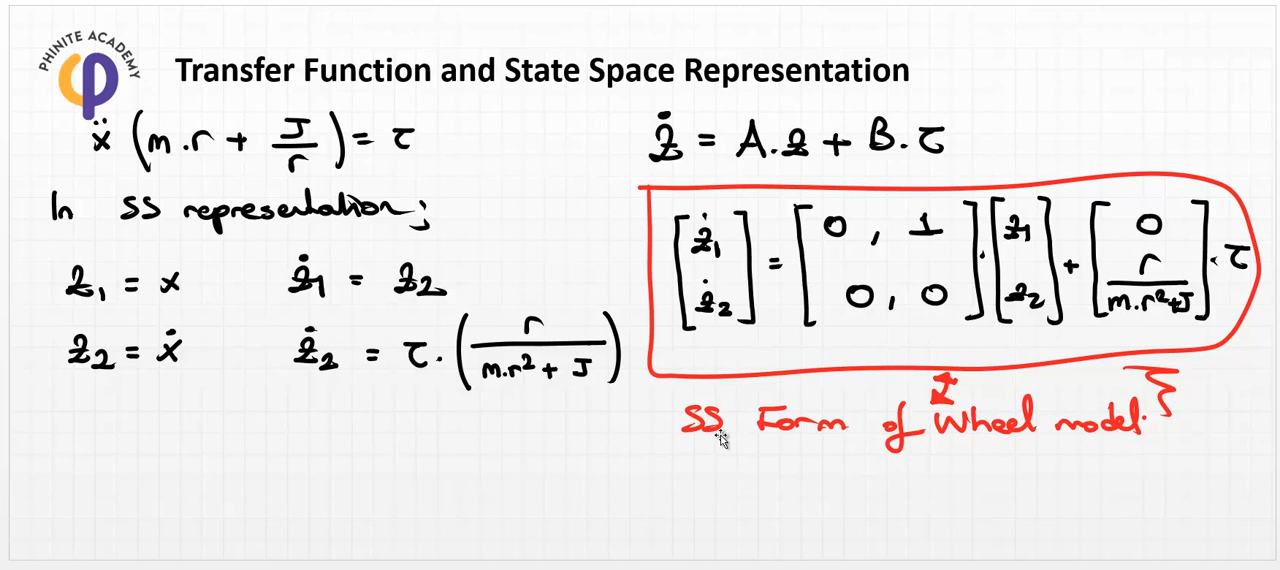 PHINITE ACADEMY
Transfer Function and State Space Representation
ẍ (m.r + J/r) = τ
In SS representation;
z₁ = x    ż₁ = z₂
z₂ = ẋ    ż₂ = τ . (r / (m.r² + J))
ż = A.z + B.τ
[ż₁ ; ż₂] = [0 , 1 ; 0 , 0] . [z₁ ; z₂] + [0 ; r / (m.r²+J)] . τ
SS Form of Wheel model.